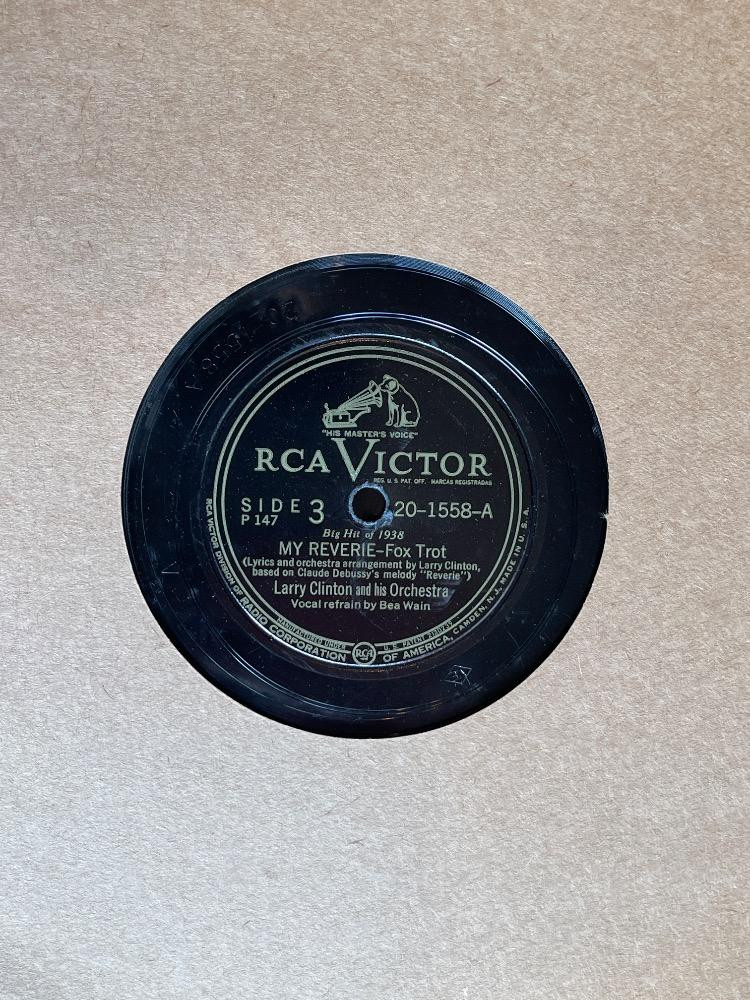 20-1558 A
"HIS MASTER'S VOICE"
RCA VICTOR
REG. U. S. PAT. OFF. MARCAS REGISTRADAS
SIDE 3
P 147
20-1558-A
Big Hit of 1938
MY REVERIE-Fox Trot
(Lyrics and orchestra arrangement by Larry Clinton,
based on Claude Debussy's melody "Reverie")
Larry Clinton and his Orchestra
Vocal refrain by Bea Wain
MANUFACTURED UNDER RCA U. S. PATENT
RCA VICTOR DIVISION OF RADIO CORPORATION OF AMERICA, CAMDEN, N. J. MADE IN U. S. A.